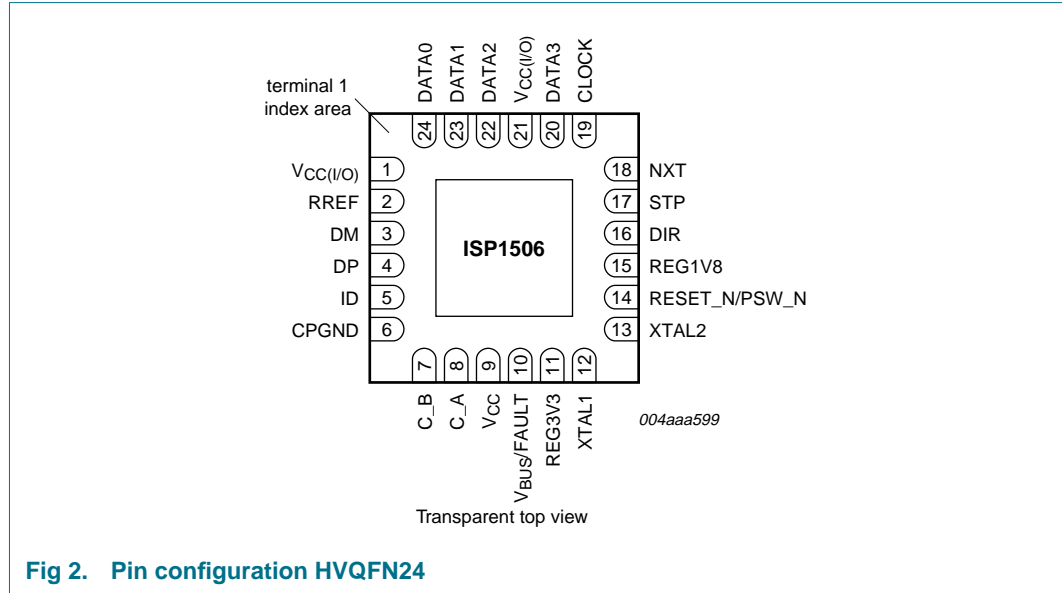 DATA0
DATA1
DATA2
VCC(I/O)
DATA3
CLOCK
terminal 1
index area
24
23
22
21
20
19
VCC(I/O) 1
RREF 2
DM 3
DP 4
ID 5
CPGND 6
ISP1506
18 NXT
17 STP
16 DIR
15 REG1V8
14 RESET_N/PSW_N
13 XTAL2
7
8
9
10
11
12
C_B
C_A
VCC
VBUS/FAULT
REG3V3
XTAL1
004aaa599
Transparent top view
Fig 2. Pin configuration HVQFN24